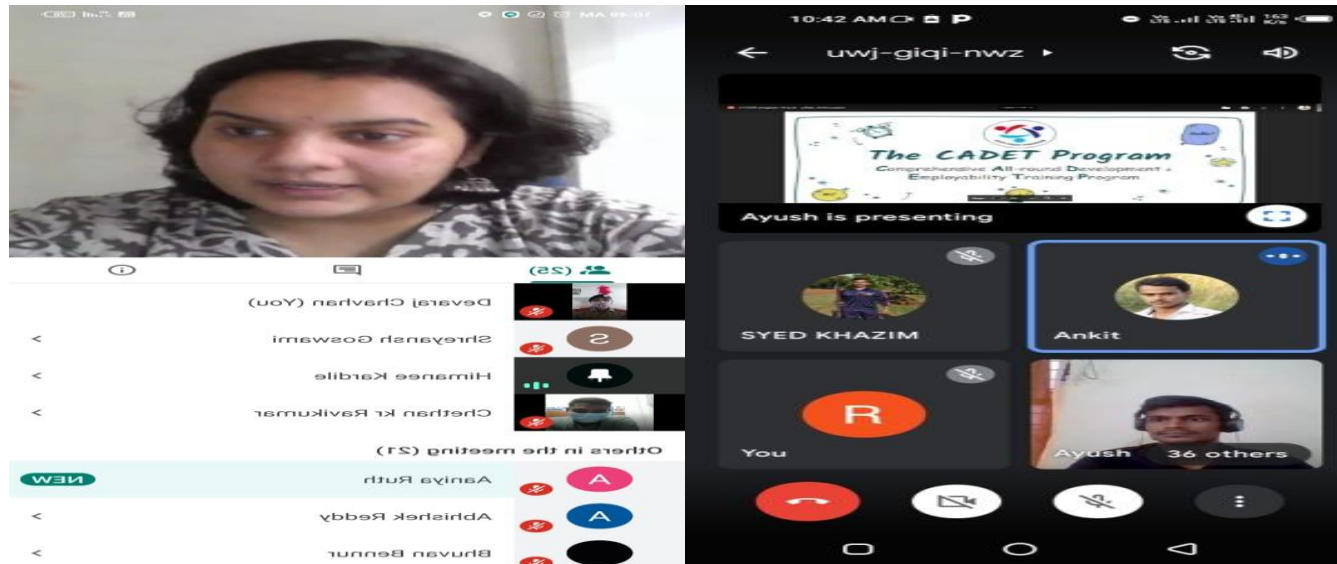 (25)
Devaraj Chavhan (You)
Shreyansh Goswami
S
Himanee Kardile
Chethan kr Ravikumar
Others in the meeting (21)
Aaniya Ruth
A
NEW
Abhishek Reddy
A
Bhuvan Bennur
10:42 AM
163
uwj-giqi-nwz
The CADET Program
Comprehensive All-round Development &
Employability Training Program
Ayush is presenting
SYED KHAZIM
Ankit
R
You
Ayush
36 others